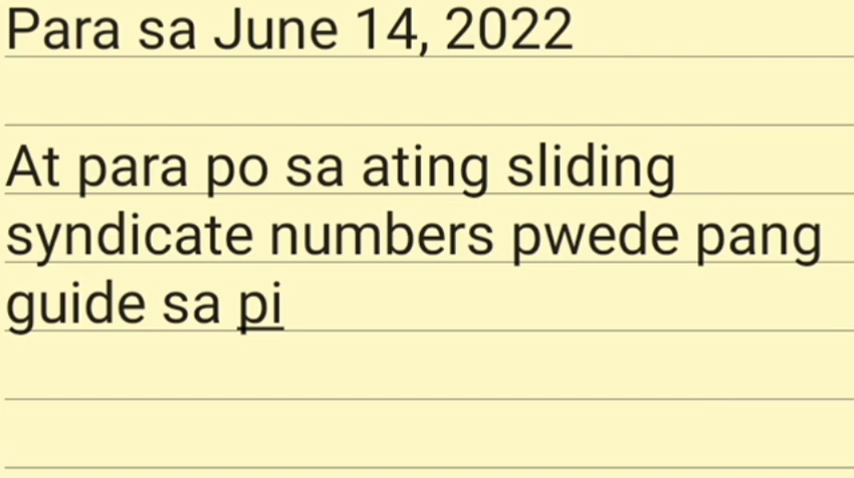 Para sa June 14, 2022
At para po sa ating sliding
syndicate numbers pwede pang
guide sa pi